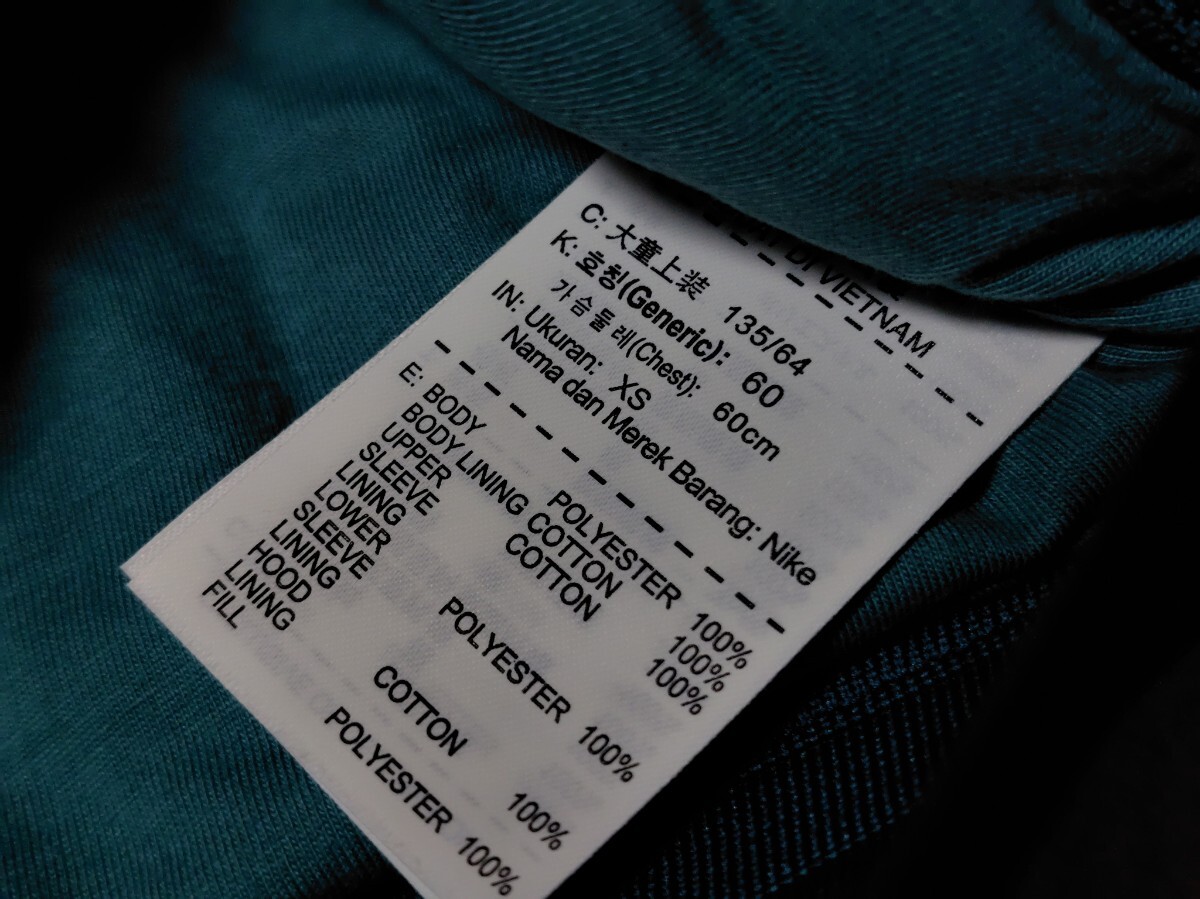 DI VIETNAM
C: 大童上装 135/64
K: 호칭(Generic): 60
가슴둘레(Chest): 60cm
IN: Ukuran: XS
Nama dan Merek Barang: Nike
E: BODY POLYESTER 100%
BODY LINING COTTON 100%
UPPER COTTON 100%
SLEEVE
LINING
LOWER POLYESTER 100%
SLEEVE
LINING
HOOD COTTON 100%
LINING
FILL POLYESTER 100%